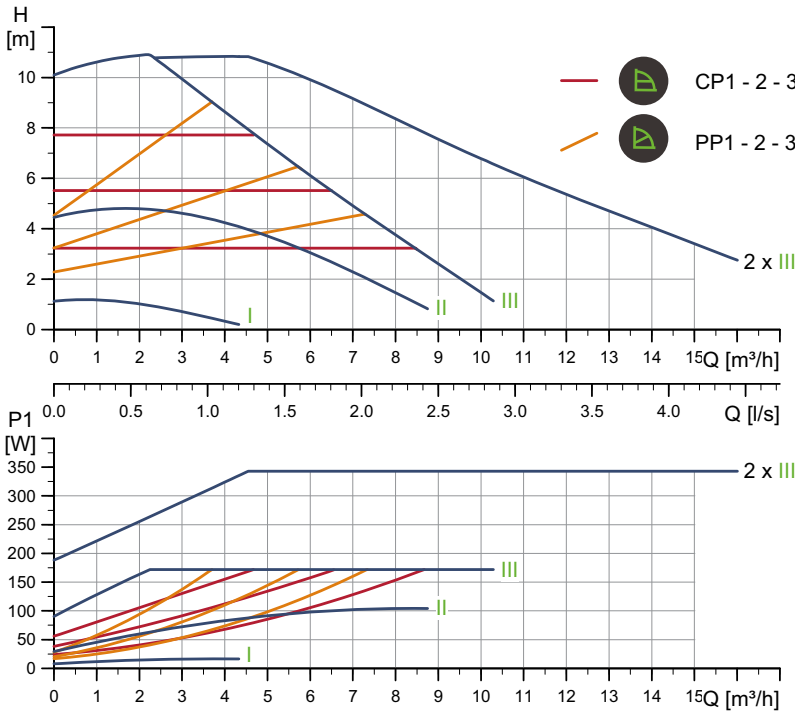 H
[m]
10
8
6
4
2
0
CP1 - 2 - 3
PP1 - 2 - 3
2 x III
III
II
I
0 1 2 3 4 5 6 7 8 9 10 11 12 13 14 15 Q [m³/h]
0.0 0.5 1.0 1.5 2.0 2.5 3.0 3.5 4.0 Q [l/s]
P1
[W]
350
300
250
200
150
100
50
0
2 x III
III
II
I
0 1 2 3 4 5 6 7 8 9 10 11 12 13 14 15 Q [m³/h]